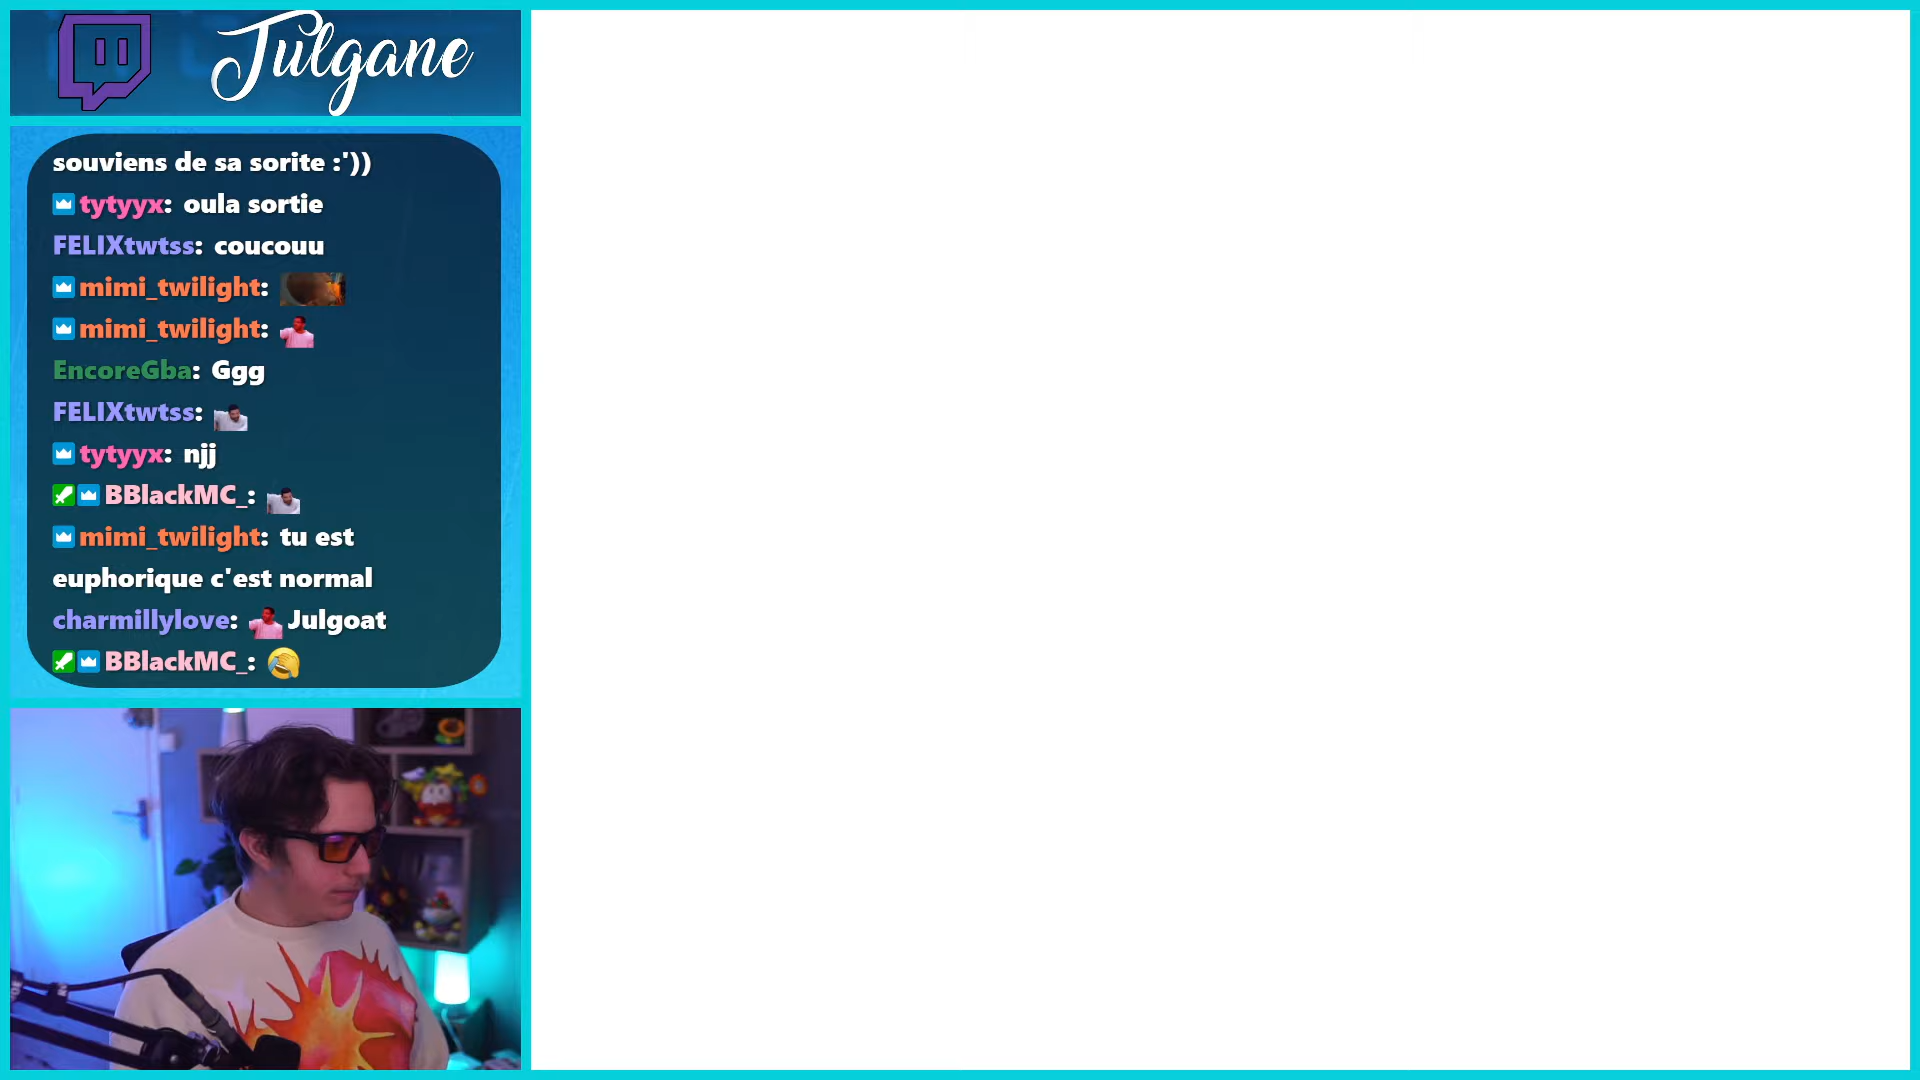 Julgane
souviens de sa sorite :'))
tytyyx: oula sortie
FELIXtwtss: coucouu
mimi_twilight:
mimi_twilight:
EncoreGba: Ggg
FELIXtwtss:
tytyyx: njj
BBlackMC_:
mimi_twilight: tu est
euphorique c'est normal
charmillylove: Julgoat
BBlackMC_: 🤣